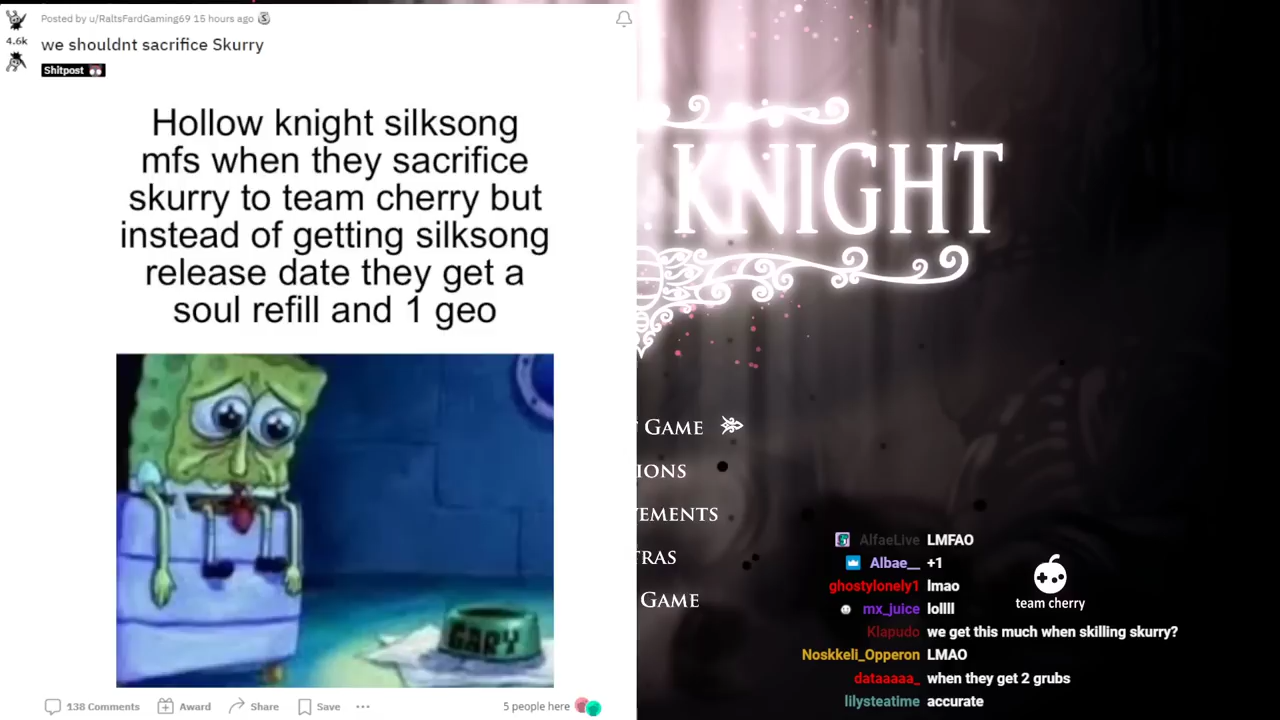 Posted by u/RaltsFardGaming69 15 hours ago
4.6k
we shouldnt sacrifice Skurry
Shitpost
Hollow knight silksong
mfs when they sacrifice
skurry to team cherry but
instead of getting silksong
release date they get a
soul refill and 1 geo
GARY
138 Comments
Award
Share
Save
5 people here
KNIGHT
GAME
IONS
EMENTS
TRAS
GAME
AlfaeLive LMFAO
Albae__ +1
ghostylonely1 lmao
mx_juice lollll
Klapudo we get this much when skilling skurry?
Noskkeli_Opperon LMAO
dataaaaa_ when they get 2 grubs
lilysteatime accurate
team cherry